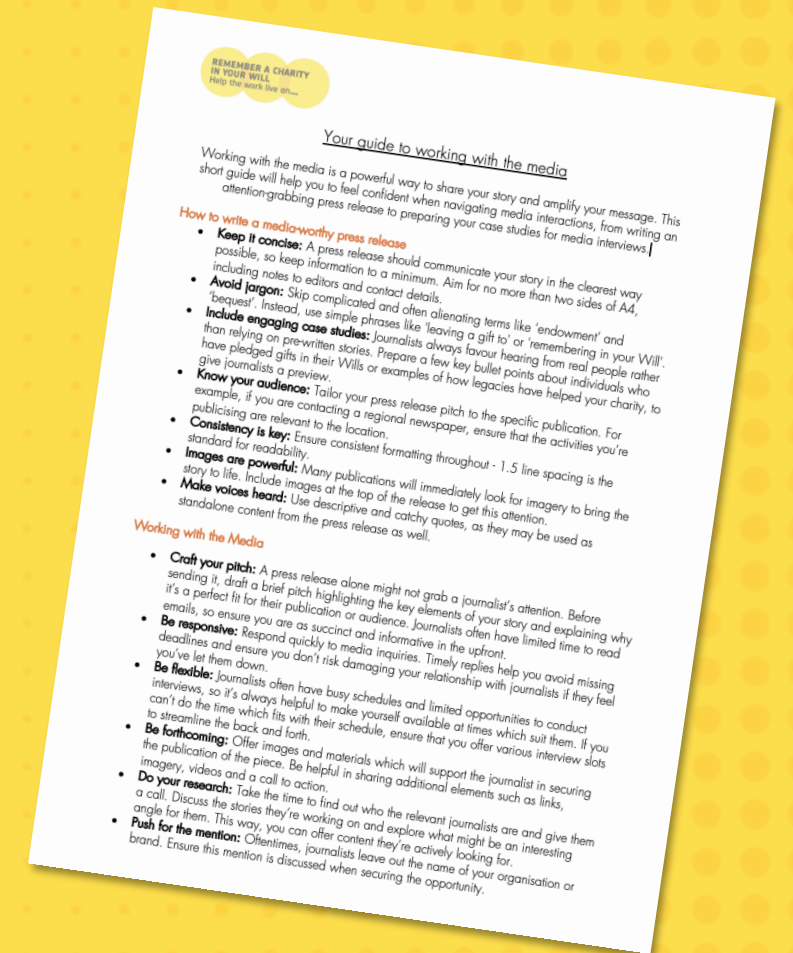 REMEMBER A CHARITY
IN YOUR WILL
Help the work live on...
Your guide to working with the media
Working with the media is a powerful way to share your story and amplify your message. This
short guide will help you to feel confident when navigating media interactions, from writing an
attention-grabbing press release to preparing your case studies for media interviews.
How to write a media-worthy press release
• Keep it concise: A press release should communicate your story in the clearest way
possible, so keep information to a minimum. Aim for no more than two sides of A4,
including notes to editors and contact details.
• Avoid jargon: Skip complicated and often alienating terms like 'endowment' and
'bequest'. Instead, use simple phrases like 'leaving a gift to' or 'remembering in your Will'.
• Include engaging case studies: Journalists always favour hearing from real people rather
than relying on pre-written stories. Prepare a few key bullet points about individuals who
have pledged gifts in their Wills or examples of how legacies have helped your charity, to
give journalists a preview.
• Know your audience: Tailor your press release pitch to the specific publication. For
example, if you are contacting a regional newspaper, ensure that the activities you're
publicising are relevant to the location.
• Consistency is key: Ensure consistent formatting throughout - 1.5 line spacing is the
standard for readability.
• Images are powerful: Many publications will immediately look for imagery to bring the
story to life. Include images at the top of the release to get this attention.
• Make voices heard: Use descriptive and catchy quotes, as they may be used as
standalone content from the press release as well.
Working with the Media
• Craft your pitch: A press release alone might not grab a journalist's attention. Before
sending it, draft a brief pitch highlighting the key elements of your story and explaining why
it's a perfect fit for their publication or audience. Journalists often have limited time to read
emails, so ensure you are as succinct and informative in the upfront.
• Be responsive: Respond quickly to media inquiries. Timely replies help you avoid missing
deadlines and ensure you don't risk damaging your relationship with journalists if they feel
you've let them down.
• Be flexible: Journalists often have busy schedules and limited opportunities to conduct
interviews, so it's always helpful to make yourself available at times which suit them. If you
can't do the time which fits with their schedule, ensure that you offer various interview slots
to streamline the back and forth.
• Be forthcoming: Offer images and materials which will support the journalist in securing
the publication of the piece. Be helpful in sharing additional elements such as links,
imagery, videos and a call to action.
• Do your research: Take the time to find out who the relevant journalists are and give them
a call. Discuss the stories they're working on and explore what might be an interesting
angle for them. This way, you can offer content they're actively looking for.
• Push for the mention: Oftentimes, journalists leave out the name of your organisation or
brand. Ensure this mention is discussed when securing the opportunity.